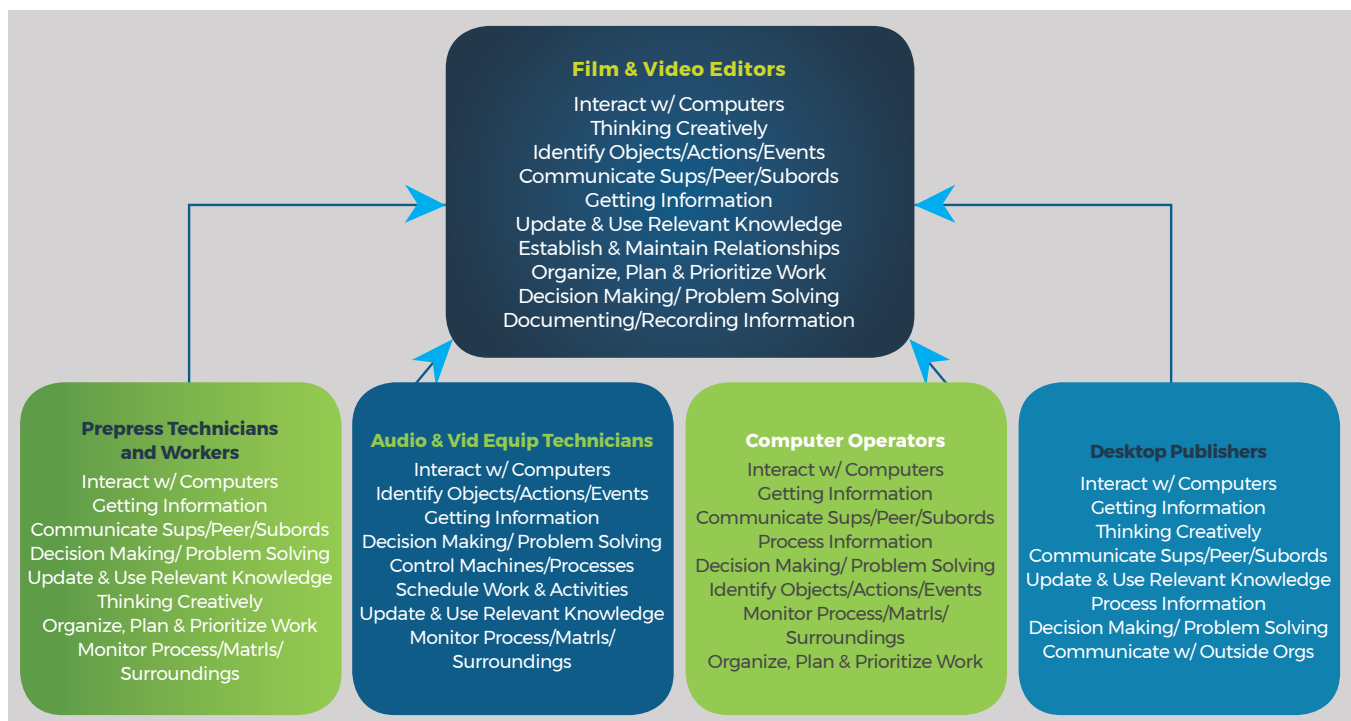 Film & Video Editors
Interact w/ Computers
Thinking Creatively
Identify Objects/Actions/Events
Communicate Sups/Peer/Subords
Getting Information
Update & Use Relevant Knowledge
Establish & Maintain Relationships
Organize, Plan & Prioritize Work
Decision Making/ Problem Solving
Documenting/Recording Information
Prepress Technicians
and Workers
Interact w/ Computers
Getting Information
Communicate Sups/Peer/Subords
Decision Making/ Problem Solving
Update & Use Relevant Knowledge
Thinking Creatively
Organize, Plan & Prioritize Work
Monitor Process/Matrls/
Surroundings
Audio & Vid Equip Technicians
Interact w/ Computers
Identify Objects/Actions/Events
Getting Information
Decision Making/ Problem Solving
Control Machines/Processes
Schedule Work & Activities
Update & Use Relevant Knowledge
Monitor Process/Matrls/
Surroundings
Computer Operators
Interact w/ Computers
Getting Information
Communicate Sups/Peer/Subords
Process Information
Decision Making/ Problem Solving
Identify Objects/Actions/Events
Monitor Process/Matrls/
Surroundings
Organize, Plan & Prioritize Work
Desktop Publishers
Interact w/ Computers
Getting Information
Thinking Creatively
Communicate Sups/Peer/Subords
Update & Use Relevant Knowledge
Process Information
Decision Making/ Problem Solving
Communicate w/ Outside Orgs